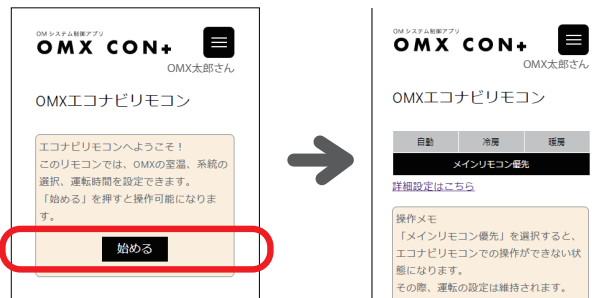 OMシステム制御アプリ
OMX CON+
OMX太郎さん
OMXエコナビリモコン
エコナビリモコンへようこそ！
このリモコンでは、OMXの室温、系統の
選択、運転時間を設定できます。
「始める」を押すと操作可能になりま
す。
始める
OMシステム制御アプリ
OMX CON+
OMX太郎さん
OMXエコナビリモコン
自動 冷房 暖房
メインリモコン優先
詳細設定はこちら
操作メモ
「メインリモコン優先」を選択すると、
エコナビリモコンでの操作ができない状
態になります。
その際、運転の設定は維持されます。